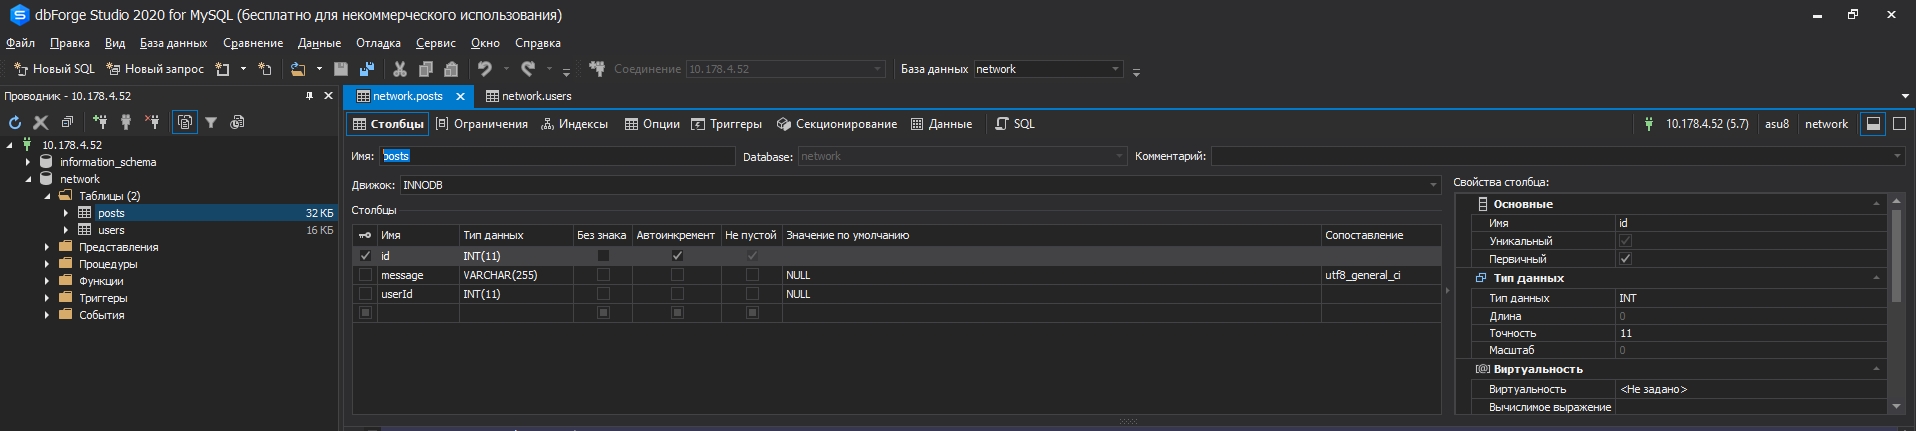 dbForge Studio 2020 for MySQL (бесплатно для некоммерческого использования)
Файл Правка Вид База данных Сравнение Данные Отладка Сервис Окно Справка
Новый SQL Новый запрос Соединение 10.178.4.52 База данных network
Проводник - 10.178.4.52
10.178.4.52
information_schema
network
Таблицы (2)
posts 32 КБ
users 16 КБ
Представления
Процедуры
Функции
Триггеры
События
network.posts network.users
Столбцы Ограничения Индексы Опции Триггеры Секционирование Данные SQL 10.178.4.52 (5.7) asu8 network
Имя: posts Database: network Комментарий:
Движок: INNODB
Столбцы
Имя Тип данных Без знака Автоинкремент Не пустой Значение по умолчанию Сопоставление
id INT(11)
message VARCHAR(255) NULL utf8_general_ci
userId INT(11) NULL
Свойства столбца:
Основные
Имя id
Уникальный
Первичный
Тип данных
Тип данных INT
Длина 0
Точность 11
Масштаб 0
Виртуальность
Виртуальность <Не задано>
Вычислимое выражение